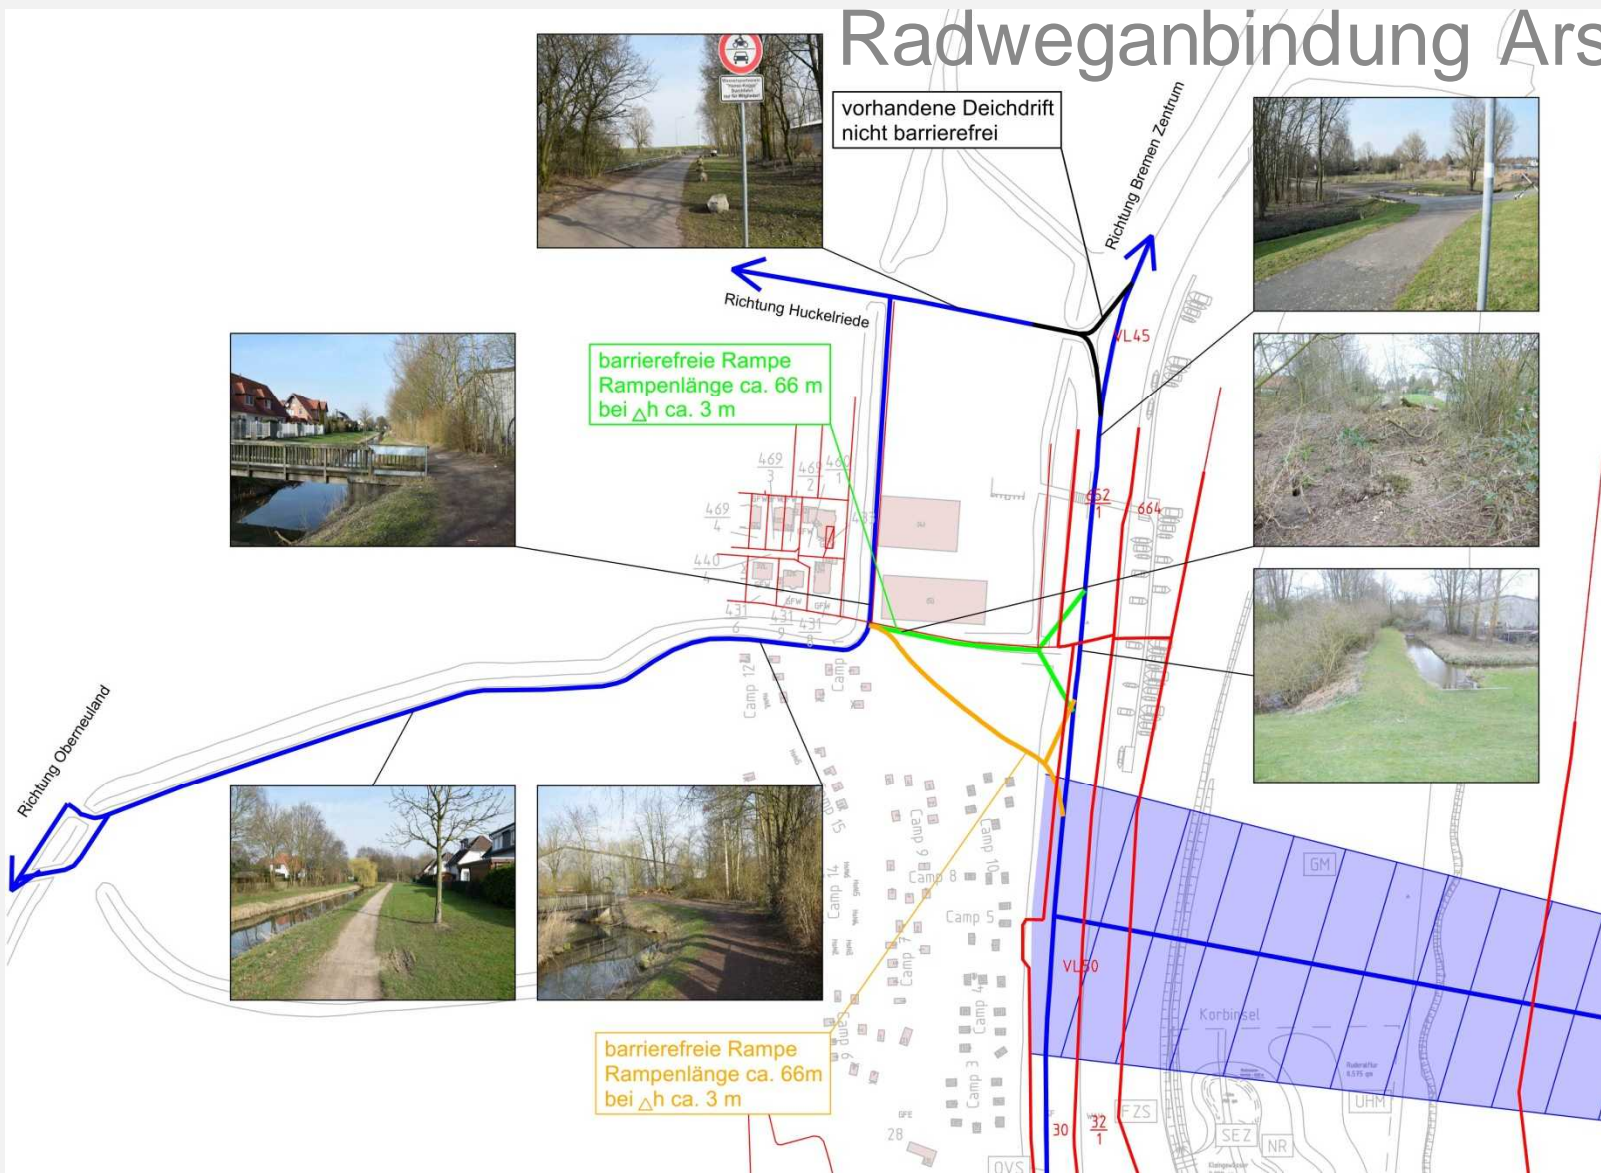 Radweganbindung Ars
vorhandene Deichdrift
nicht barrierefrei
Richtung Bremen Zentrum
Richtung Huckelriede
VL45
barrierefreie Rampe
Rampenlänge ca. 66 m
bei △h ca. 3 m
469
3
469
2
460
1
469
4
440
431
6
431
9
431
8
GFW
GFW
652
1
664
Richtung Oberneuland
Camp 12
Camp 15
Camp 14
Camp 9
Camp 10
Camp 8
Camp 5
Camp 7
Camp 4
Camp 6
Camp 3
GM
VL50
Korbinsel
barrierefreie Rampe
Rampenlänge ca. 66m
bei △h ca. 3 m
UHM
FZS
30
32
1
SEZ
NR
28
OVS